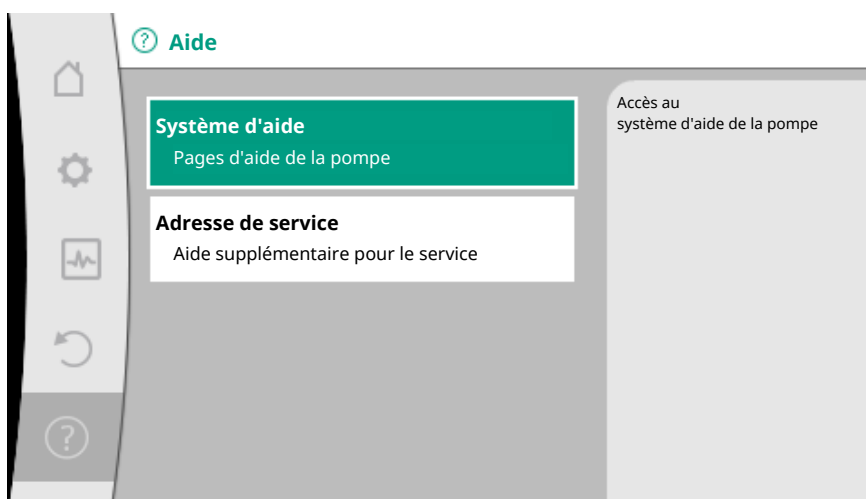 Aide
Système d'aide
Pages d'aide de la pompe
Adresse de service
Aide supplémentaire pour le service
Accès au
système d'aide de la pompe